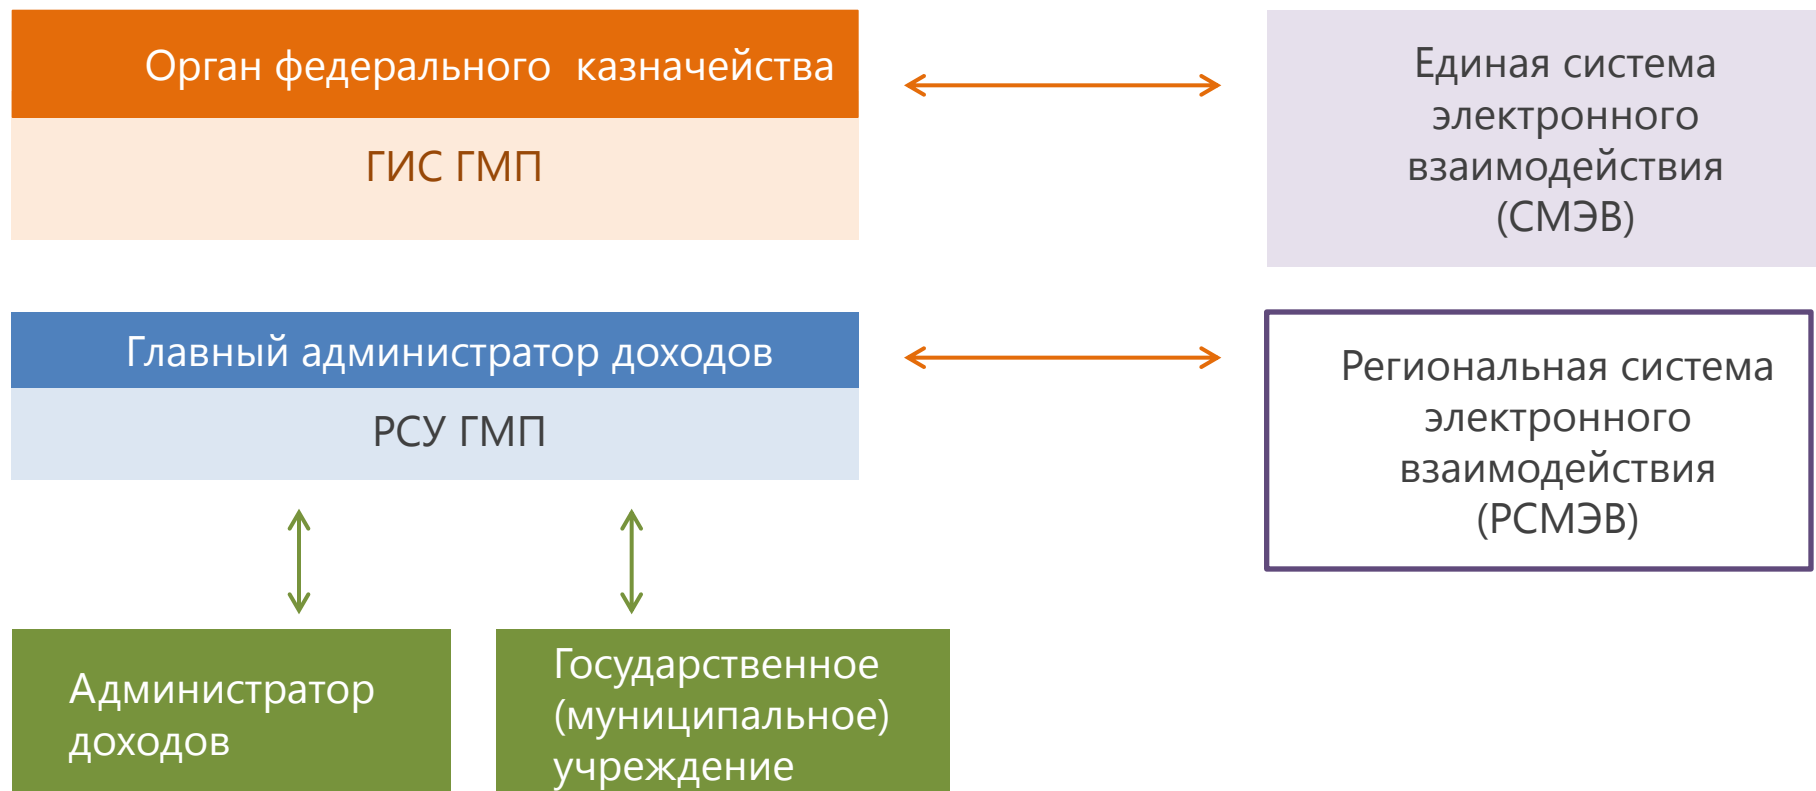 Орган федерального казначейства
ГИС ГМП
Единая система
электронного
взаимодействия
(СМЭВ)
Главный администратор доходов
РСУ ГМП
Региональная система
электронного
взаимодействия
(РСМЭВ)
Администратор
доходов
Государственное
(муниципальное)
учреждение